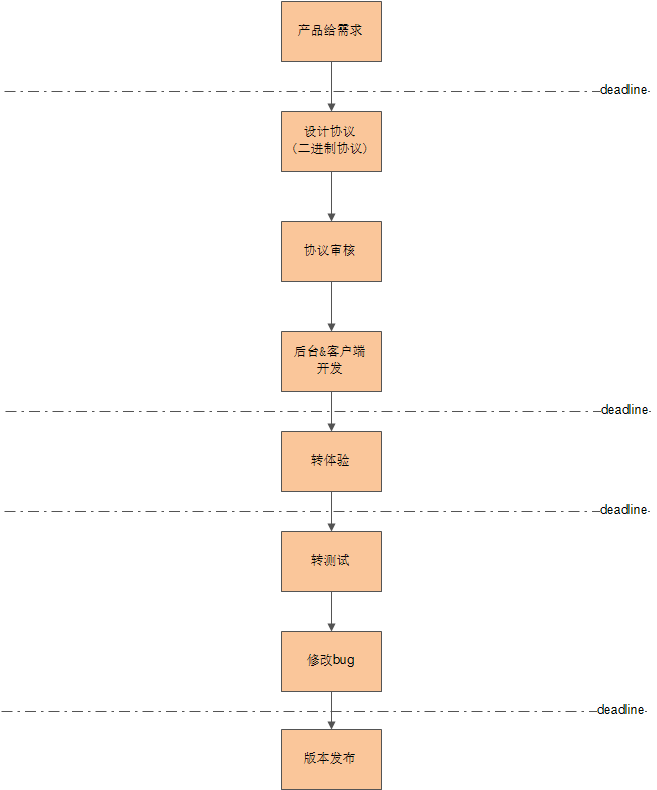 产品给需求
deadline
设计协议
（二进制协议）
协议审核
后台&客户端
开发
deadline
转体验
deadline
转测试
修改bug
deadline
版本发布